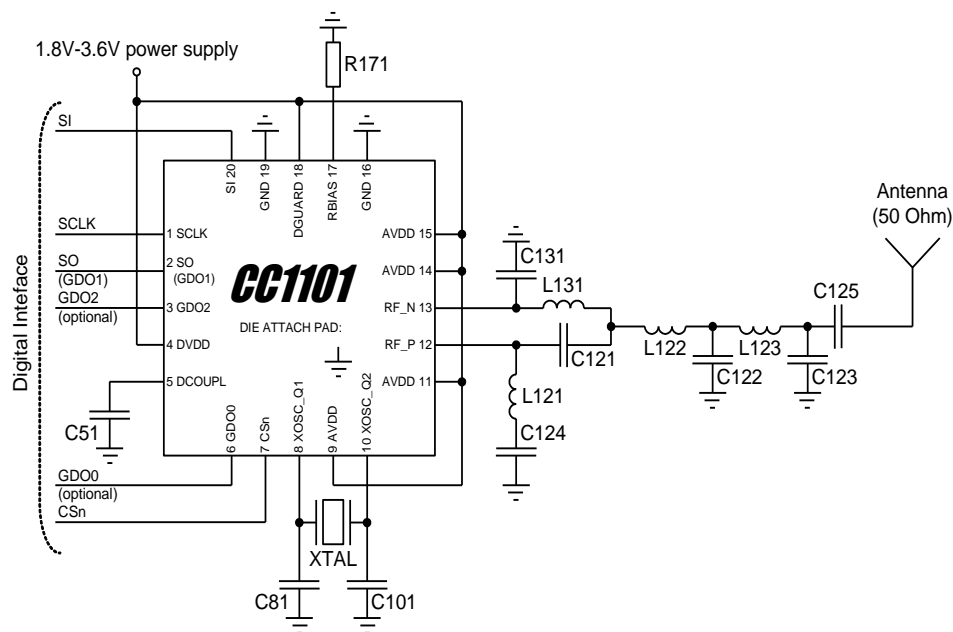 1.8V-3.6V power supply
R171
SI
SI 20
GND 19
DGUARD 18
RBIAS 17
GND 16
Antenna
(50 Ohm)
SCLK
1 SCLK
AVDD 15
C131
SO
(GDO1)
2 SO
(GDO1)
CC1101
AVDD 14
L131
C125
GDO2
(optional)
3 GDO2
RF_N 13
DIE ATTACH PAD:
Digital Inteface
4 DVDD
RF_P 12
C121
L122
L123
C122
C123
5 DCOUPL
AVDD 11
L121
C51
6 GDO0
7 CSn
8 XOSC_Q1
9 AVDD
10 XOSC_Q2
C124
GDO0
(optional)
CSn
XTAL
C81
C101